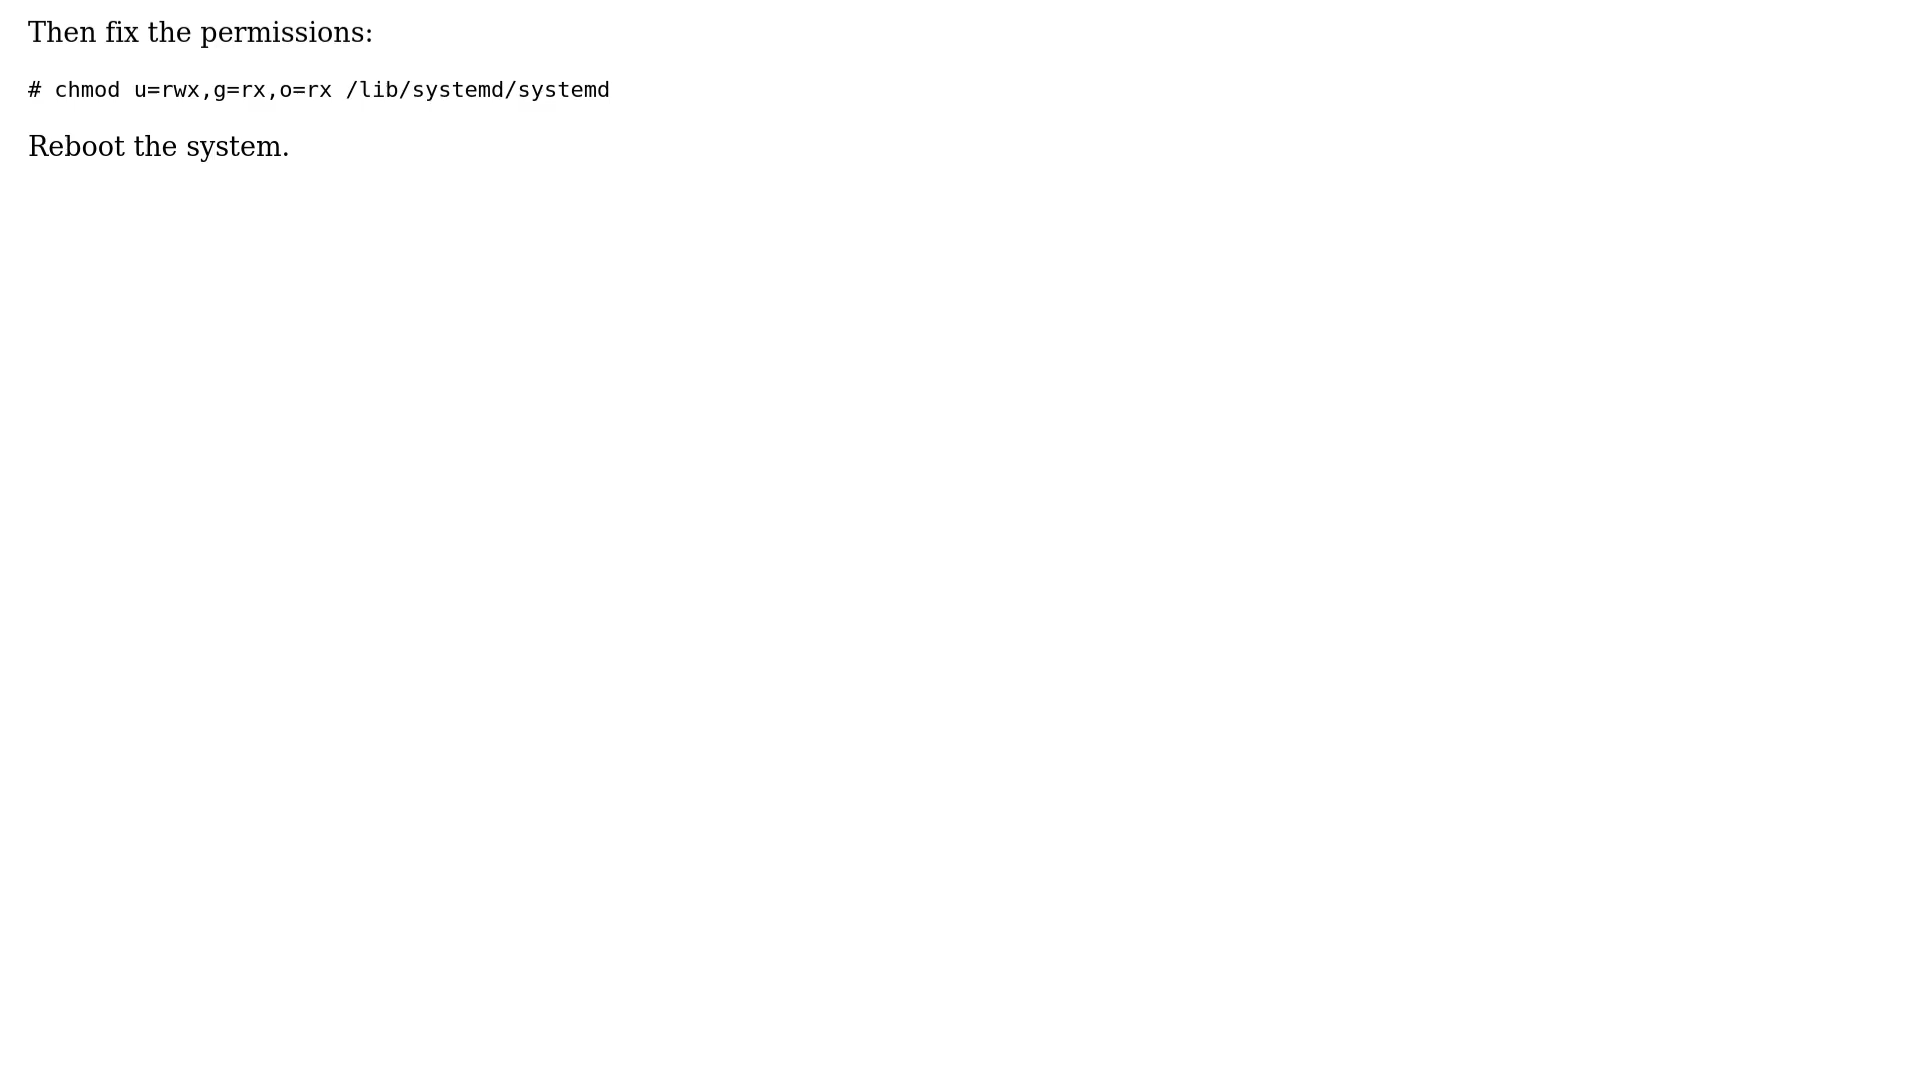 Then fix the permissions:
# chmod u=rwx,g=rx,o=rx /lib/systemd/systemd
Reboot the system.